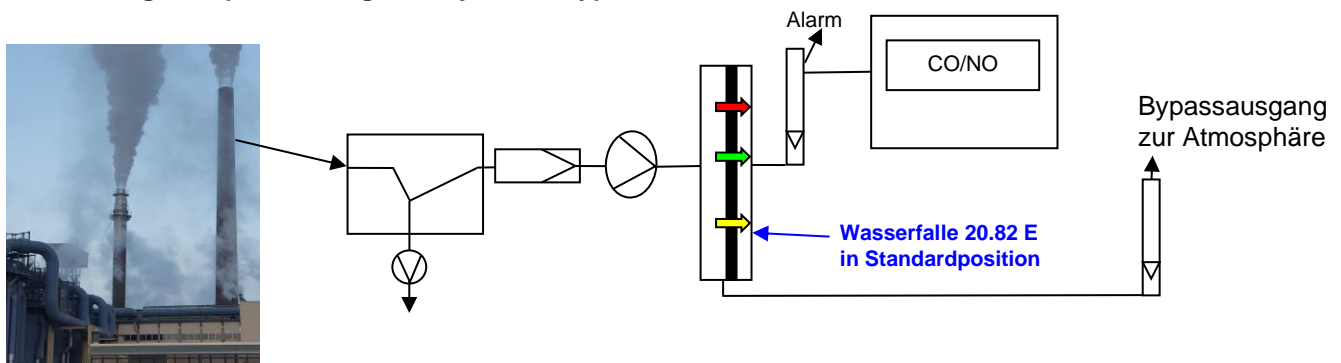 Alarm
CO/NO
Bypassausgang
zur Atmosphäre
Wasserfalle 20.82 E
in Standardposition